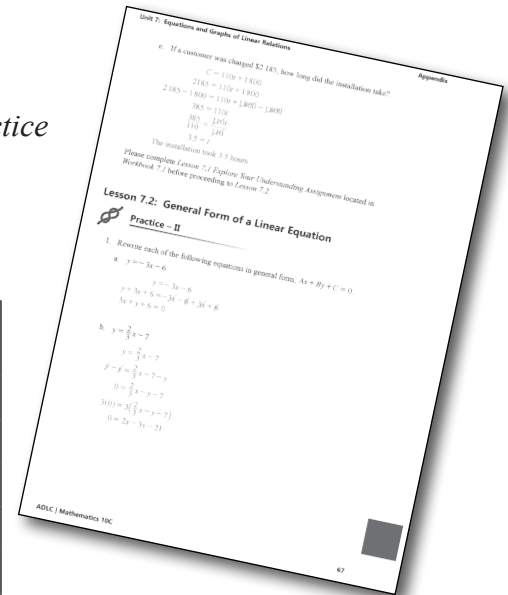 tice
Unit 7: Equations and Graphs of Linear Relations
Appendix
e. If a customer was charged $2 185, how long did the installation take?
C = 110t + 1 800
2185 = 110t + 1 800
2 185 − 1 800 = 110t + 1 800 − 1 800
385 = 110t
385/110 = 110t/110
3.5 = t
The installation took 3.5 hours
Please complete Lesson 7.1 Explore Your Understanding Assignment located in
Workbook 7.1 before proceeding to Lesson 7.2.
Lesson 7.2: General Form of a Linear Equation
Practice – II
1. Rewrite each of the following equations in general form, Ax + By + C = 0.
a. y = − 3x − 6
y = − 3x − 6
y + 3x + 6 = − 3x − 6 + 3x + 6
3x + y + 6 = 0
b. y = 2/3 x − 7
y = 2/3 x − 7
y − y = 2/3 x − 7 − y
0 = 2/3 x − y − 7
3(0) = 3(2/3 x − y − 7)
0 = 2x − 3y − 21
ADLC | Mathematics 10C
67